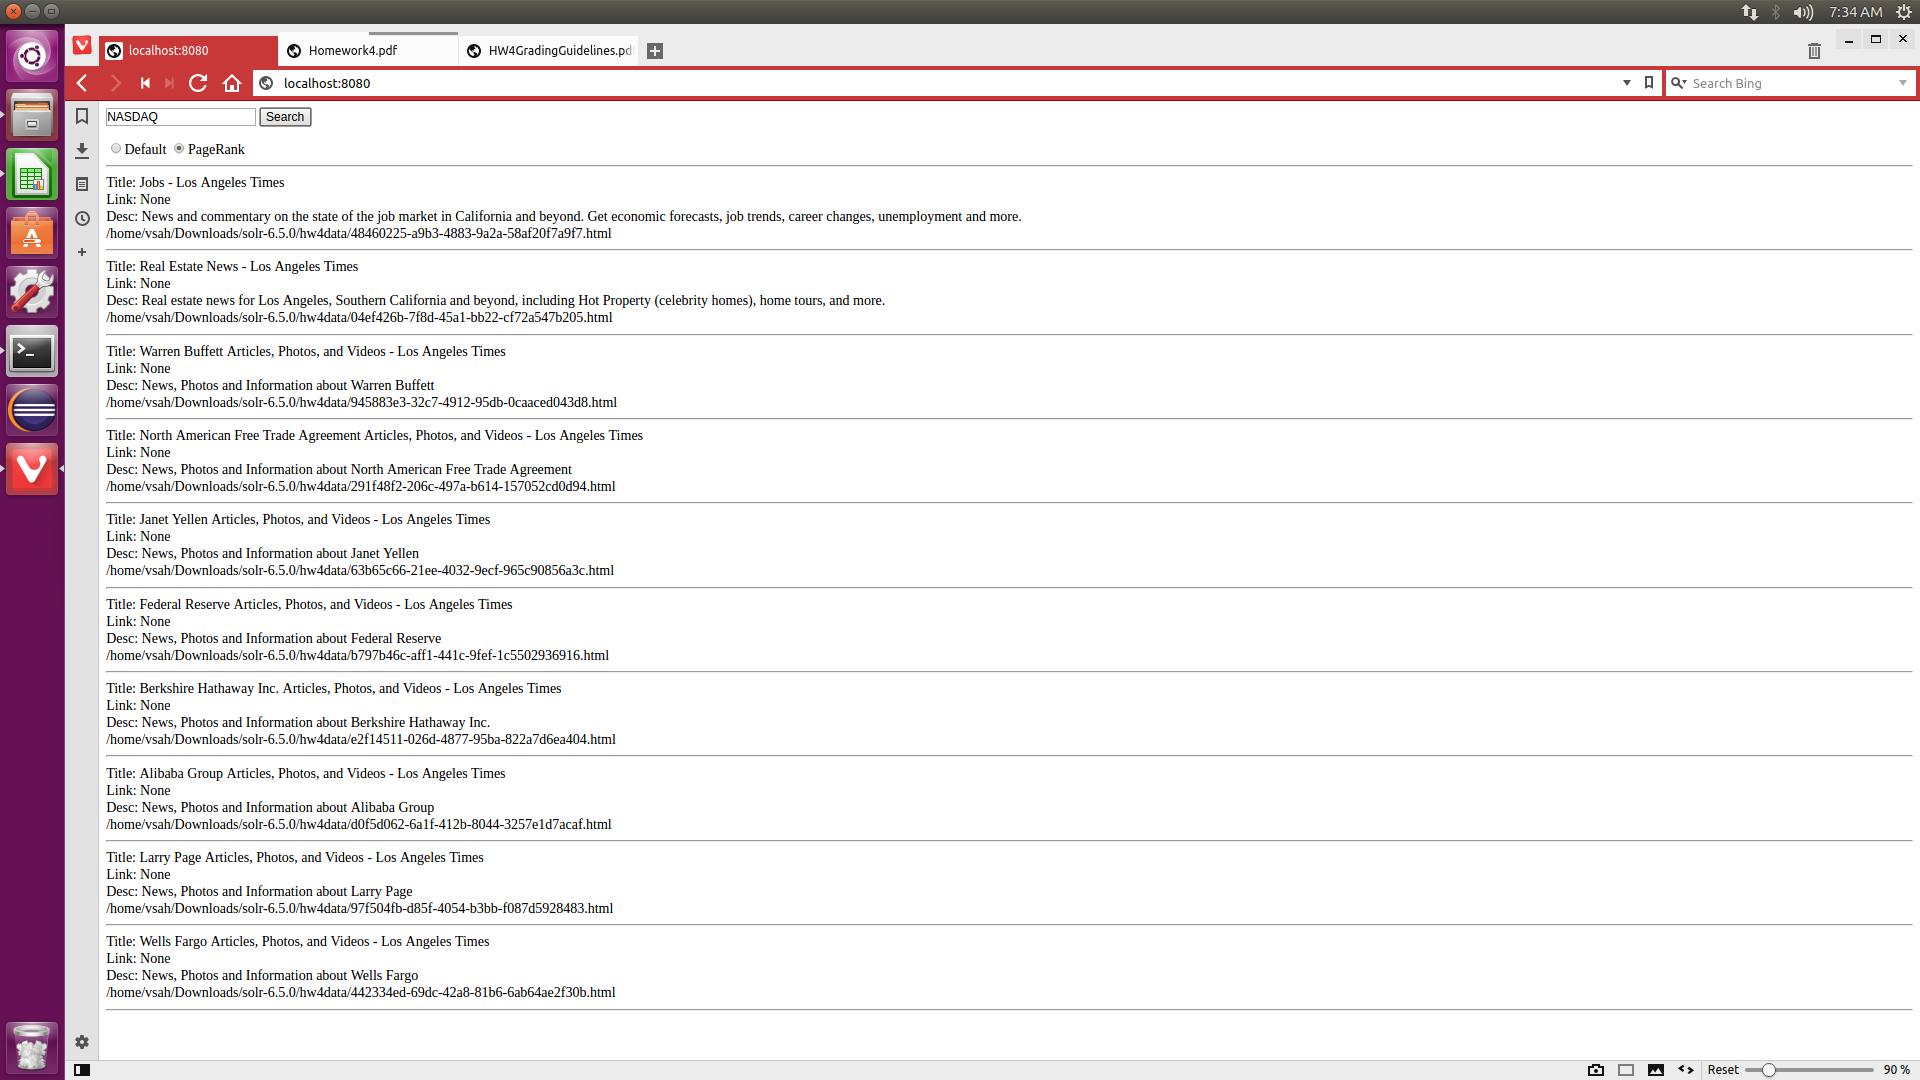 7:34 AM
localhost:8080
Homework4.pdf
HW4GradingGuidelines.pd
localhost:8080
Search Bing
NASDAQ
Search
Default PageRank
Title: Jobs - Los Angeles Times
Link: None
Desc: News and commentary on the state of the job market in California and beyond. Get economic forecasts, job trends, career changes, unemployment and more.
/home/vsah/Downloads/solr-6.5.0/hw4data/48460225-a9b3-4883-9a2a-58af20f7a9f7.html
Title: Real Estate News - Los Angeles Times
Link: None
Desc: Real estate news for Los Angeles, Southern California and beyond, including Hot Property (celebrity homes), home tours, and more.
/home/vsah/Downloads/solr-6.5.0/hw4data/04ef426b-7f8d-45a1-bb22-cf72a547b205.html
Title: Warren Buffett Articles, Photos, and Videos - Los Angeles Times
Link: None
Desc: News, Photos and Information about Warren Buffett
/home/vsah/Downloads/solr-6.5.0/hw4data/945883e3-32c7-4912-95db-0caaced043d8.html
Title: North American Free Trade Agreement Articles, Photos, and Videos - Los Angeles Times
Link: None
Desc: News, Photos and Information about North American Free Trade Agreement
/home/vsah/Downloads/solr-6.5.0/hw4data/291f48f2-206c-497a-b614-157052cd0d94.html
Title: Janet Yellen Articles, Photos, and Videos - Los Angeles Times
Link: None
Desc: News, Photos and Information about Janet Yellen
/home/vsah/Downloads/solr-6.5.0/hw4data/63b65c66-21ee-4032-9ecf-965c90856a3c.html
Title: Federal Reserve Articles, Photos, and Videos - Los Angeles Times
Link: None
Desc: News, Photos and Information about Federal Reserve
/home/vsah/Downloads/solr-6.5.0/hw4data/b797b46c-aff1-441c-9fef-1c5502936916.html
Title: Berkshire Hathaway Inc. Articles, Photos, and Videos - Los Angeles Times
Link: None
Desc: News, Photos and Information about Berkshire Hathaway Inc.
/home/vsah/Downloads/solr-6.5.0/hw4data/e2f14511-026d-4877-95ba-822a7d6ea404.html
Title: Alibaba Group Articles, Photos, and Videos - Los Angeles Times
Link: None
Desc: News, Photos and Information about Alibaba Group
/home/vsah/Downloads/solr-6.5.0/hw4data/d0f5d062-6a1f-412b-8044-3257e1d7acaf.html
Title: Larry Page Articles, Photos, and Videos - Los Angeles Times
Link: None
Desc: News, Photos and Information about Larry Page
/home/vsah/Downloads/solr-6.5.0/hw4data/97f504fb-d85f-4054-b3bb-f087d5928483.html
Title: Wells Fargo Articles, Photos, and Videos - Los Angeles Times
Link: None
Desc: News, Photos and Information about Wells Fargo
/home/vsah/Downloads/solr-6.5.0/hw4data/442334ed-69dc-42a8-81b6-6ab64ae2f30b.html
Reset
90 %